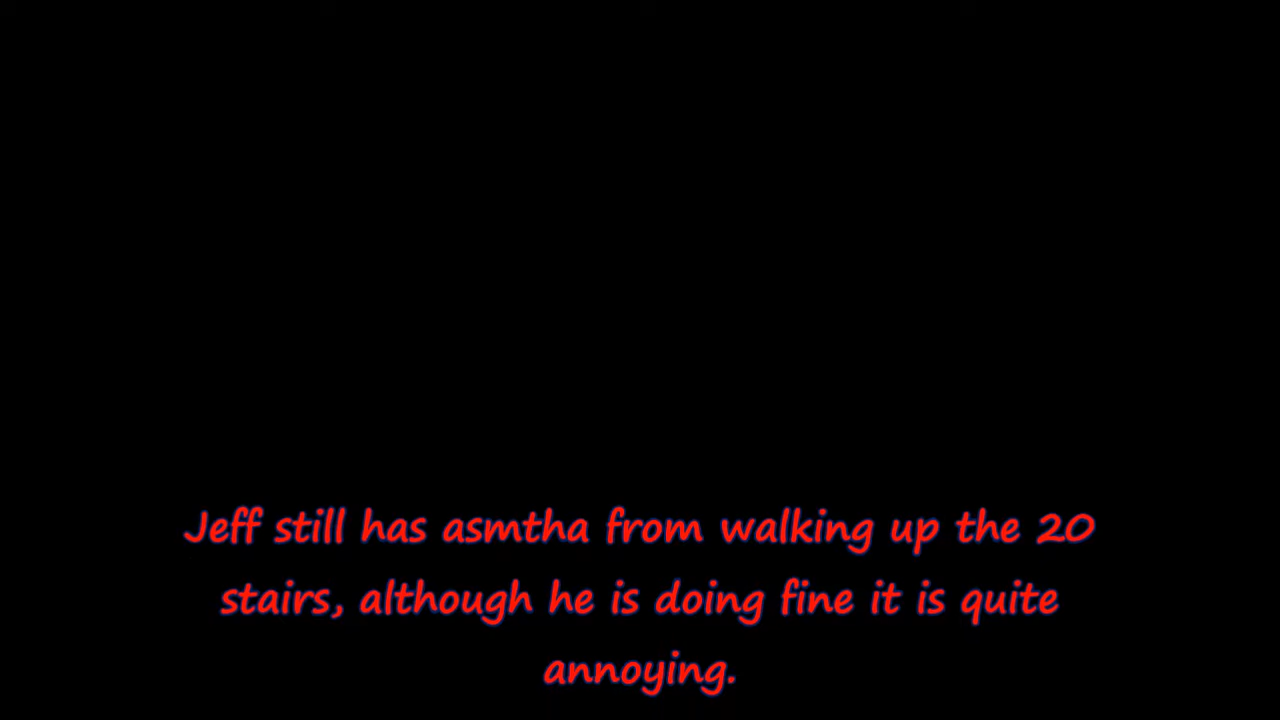 Jeff still has asmtha from walking up the 20
stairs, although he is doing fine it is quite
annoying.